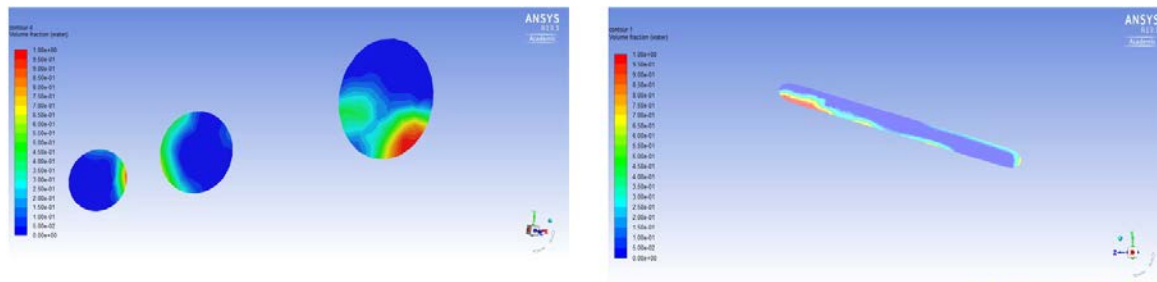 contour 4
Volume fraction (water)
1.00e+00
9.50e-01
9.00e-01
8.50e-01
8.00e-01
7.50e-01
7.00e-01
6.50e-01
6.00e-01
5.50e-01
5.00e-01
4.50e-01
4.00e-01
3.50e-01
3.00e-01
2.50e-01
2.00e-01
1.50e-01
1.00e-01
5.00e-02
0.00e+00
ANSYS
Academic
contour 1
Volume fraction (water)
1.00e+00
9.50e-01
9.00e-01
8.50e-01
8.00e-01
7.50e-01
7.00e-01
6.50e-01
6.00e-01
5.50e-01
5.00e-01
4.50e-01
4.00e-01
3.50e-01
3.00e-01
2.50e-01
2.00e-01
1.50e-01
1.00e-01
5.00e-02
0.00e+00
ANSYS
Academic
Z